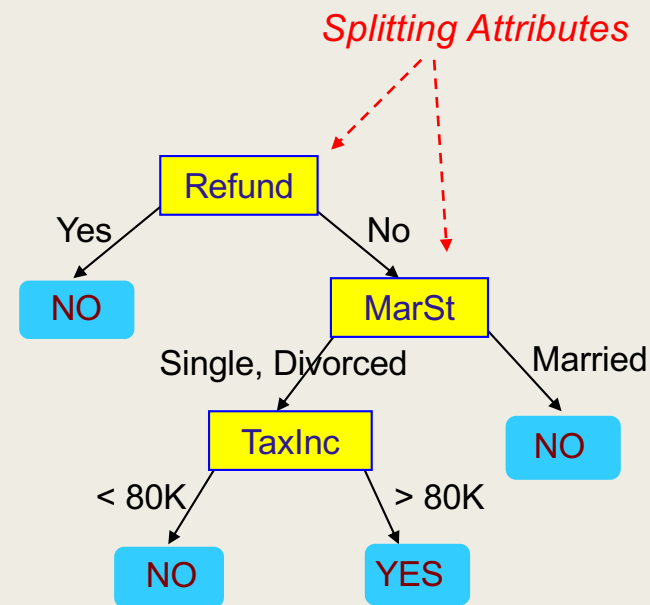 Splitting Attributes
Refund
Yes
No
NO
MarSt
Single, Divorced
Married
TaxInc
NO
< 80K
> 80K
NO
YES